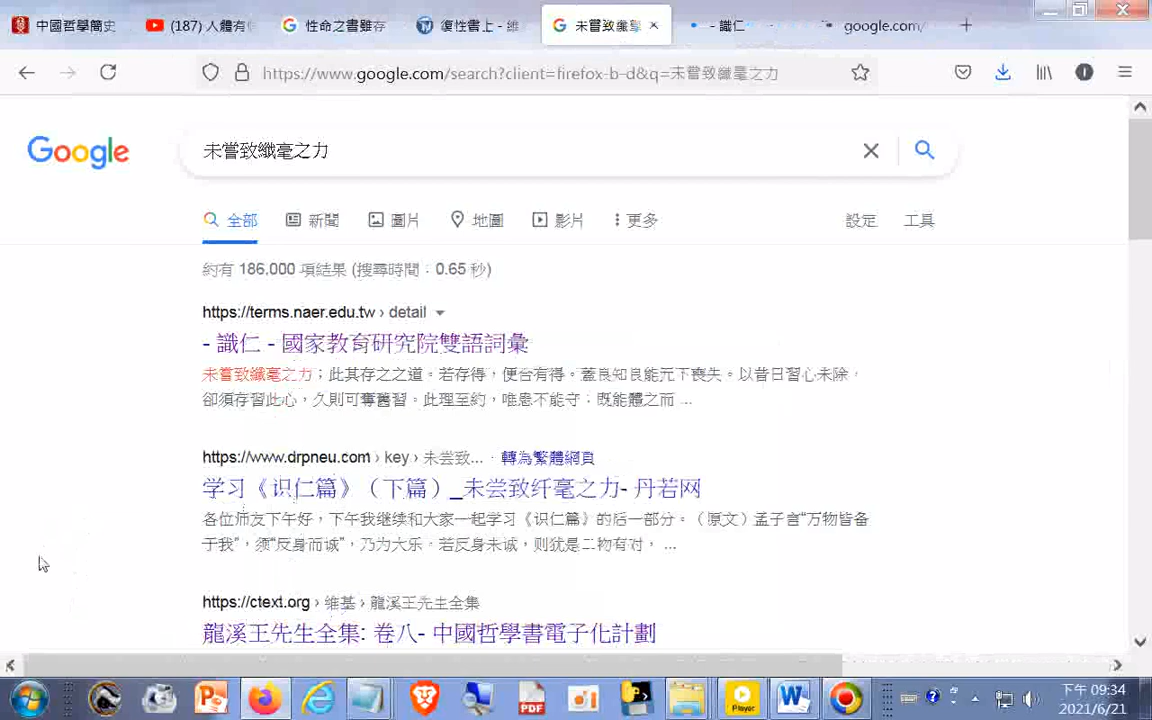 中國哲學簡史
(187) 人體有
性命之書雖存
復性書上 - 維
未嘗致纖毫
- 識仁
google.com/
https://www.google.com/search?client=firefox-b-d&q=未嘗致纖毫之力
Google
未嘗致纖毫之力
全部
新聞
圖片
地圖
影片
更多
設定
工具
約有 186,000 項結果 (搜尋時間:0.65 秒)
https://terms.naer.edu.tw › detail
- 識仁 - 國家教育研究院雙語詞彙
未嘗致纖毫之力;此其存之之道。若存得,便合有得。蓋良知良能元不喪失。以昔日習心未除,
卻須存習此心,久則可奪舊習。此理至約,唯患不能守;既能體之而 ...
https://www.drpneu.com › key › 未尝致... · 轉為繁體網頁
学习《识仁篇》(下篇)_未尝致纤毫之力- 丹若网
各位师友下午好,下午我继续和大家一起学习《识仁篇》的后一部分。(原文)孟子言“万物皆备
于我”,须“反身而诚”,乃为大乐。若反身未诚,则犹是二物有对, ...
https://ctext.org › 維基 › 龍溪王先生全集
龍溪王先生全集: 卷八- 中國哲學書電子化計劃
PDF
Player
下午 09:34
2021/6/21